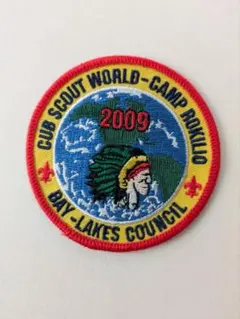 CUB SCOUT WORLD-CAMP ROKILIO
2009
BAY-LAKES COUNCIL